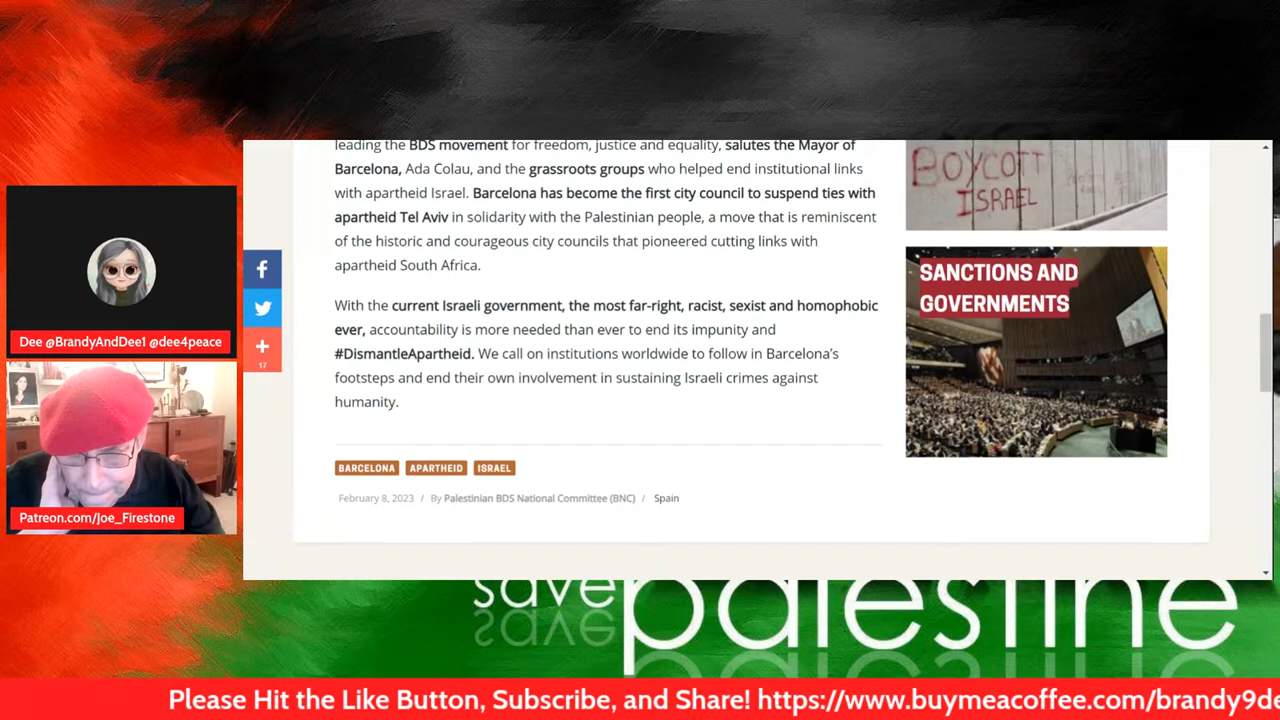 leading the BDS movement for freedom, justice and equality, salutes the Mayor of
Barcelona, Ada Colau, and the grassroots groups who helped end institutional links
with apartheid Israel. Barcelona has become the first city council to suspend ties with
apartheid Tel Aviv in solidarity with the Palestinian people, a move that is reminiscent
of the historic and courageous city councils that pioneered cutting links with
apartheid South Africa.
With the current Israeli government, the most far-right, racist, sexist and homophobic
ever, accountability is more needed than ever to end its impunity and
#DismantleApartheid. We call on institutions worldwide to follow in Barcelona's
footsteps and end their own involvement in sustaining Israeli crimes against
humanity.
BARCELONA APARTHEID ISRAEL
February 8, 2023 / By Palestinian BDS National Committee (BNC) / Spain
BOYCOTT
ISRAEL
SANCTIONS AND
GOVERNMENTS
17
Dee @BrandyAndDee1 @dee4peace
Patreon.com/Joe_Firestone
save palestine
Please Hit the Like Button, Subscribe, and Share! https://www.buymeacoffee.com/brandy9de